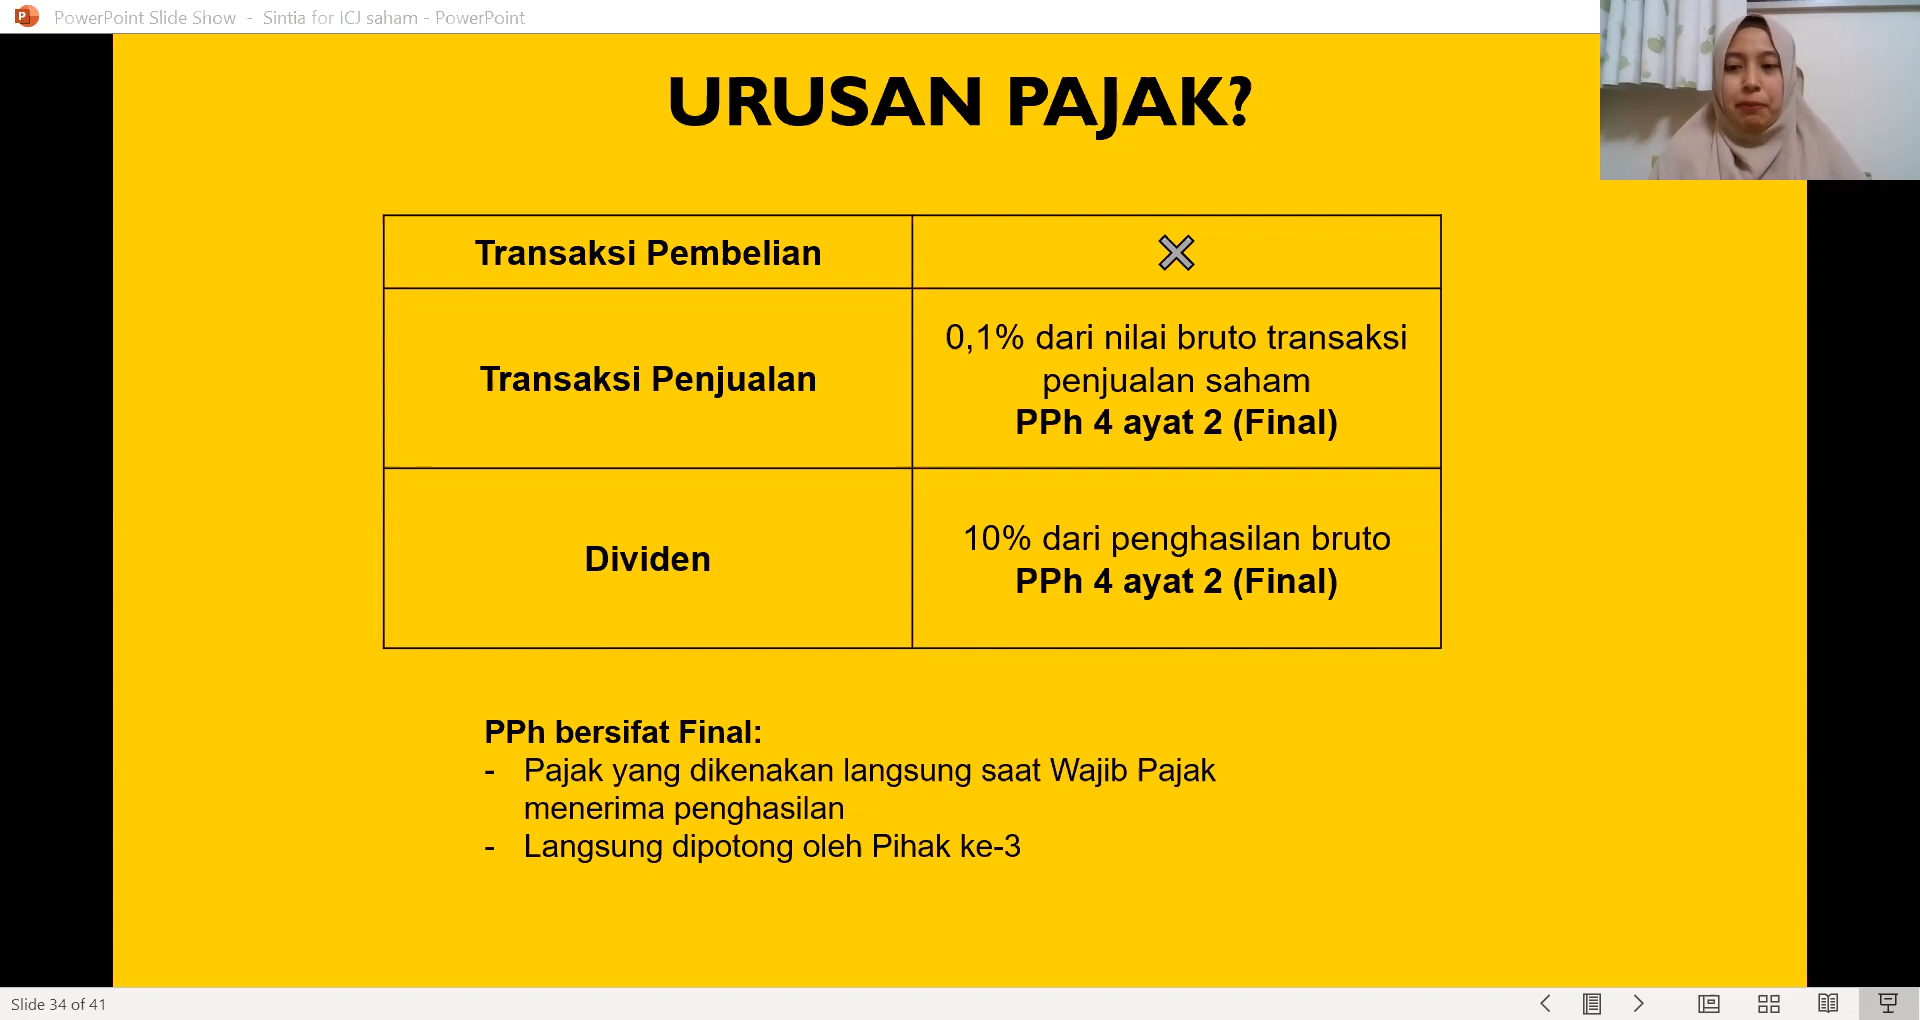 PowerPoint Slide Show - Sintia for ICJ saham - PowerPoint
URUSAN PAJAK?
Transaksi Pembelian
Transaksi Penjualan
0,1% dari nilai bruto transaksi
penjualan saham
PPh 4 ayat 2 (Final)
Dividen
10% dari penghasilan bruto
PPh 4 ayat 2 (Final)
PPh bersifat Final:
- Pajak yang dikenakan langsung saat Wajib Pajak
menerima penghasilan
- Langsung dipotong oleh Pihak ke-3
Slide 34 of 41